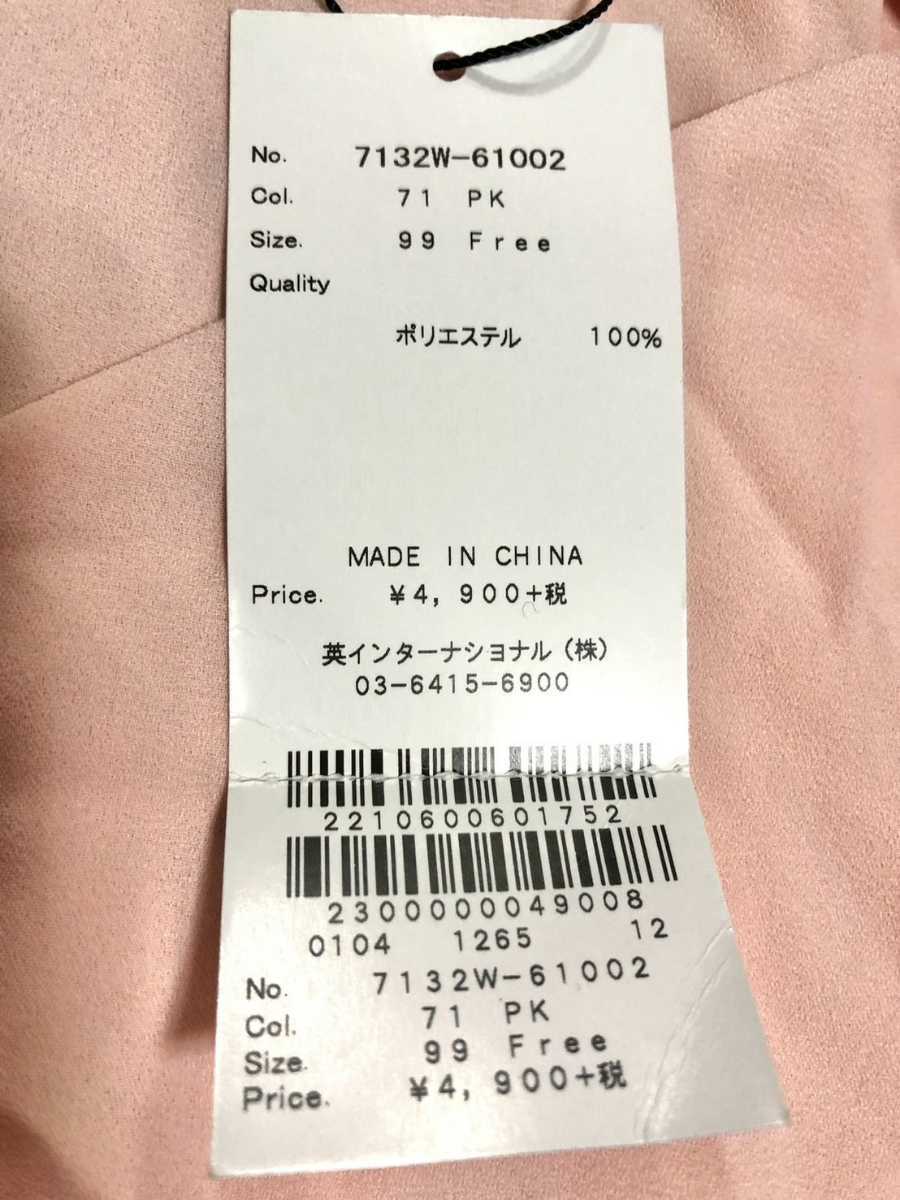 No. 7132W-61002
Col. 71 PK
Size. 99 Free
Quality
ポリエステル 100%
MADE IN CHINA
Price. ¥4, 900+税
英インターナショナル(株)
03-6415-6900
2210600601752
2300000049008
0104 1265 12
No. 7132W-61002
Col. 71 PK
Size. 99 Free
Price. ¥4, 900+税